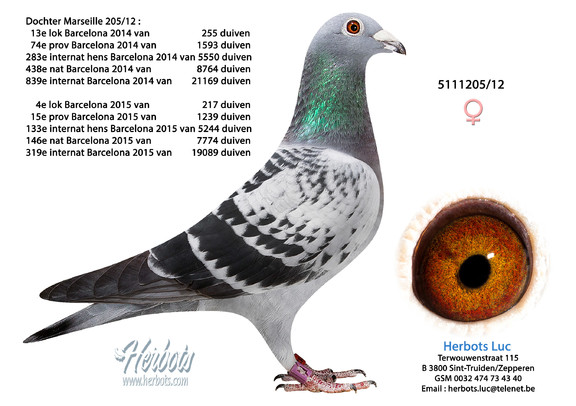 Dochter Marseille 205/12 :
13e lok Barcelona 2014 van 255 duiven
74e prov Barcelona 2014 van 1593 duiven
283e internat hens Barcelona 2014 van 5550 duiven
438e nat Barcelona 2014 van 8764 duiven
839e internat Barcelona 2014 van 21169 duiven
4e lok Barcelona 2015 van 217 duiven
15e prov Barcelona 2015 van 1239 duiven
133e internat hens Barcelona 2015 van 5244 duiven
146e nat Barcelona 2015 van 7774 duiven
319e internat Barcelona 2015 van 19089 duiven
5111205/12
♀
Herbots
www.herbots.com
Herbots Luc
Terwouwenstraat 115
B 3800 Sint-Truiden/Zepperen
GSM 0032 474 73 43 40
Email : herbots.luc@telenet.be